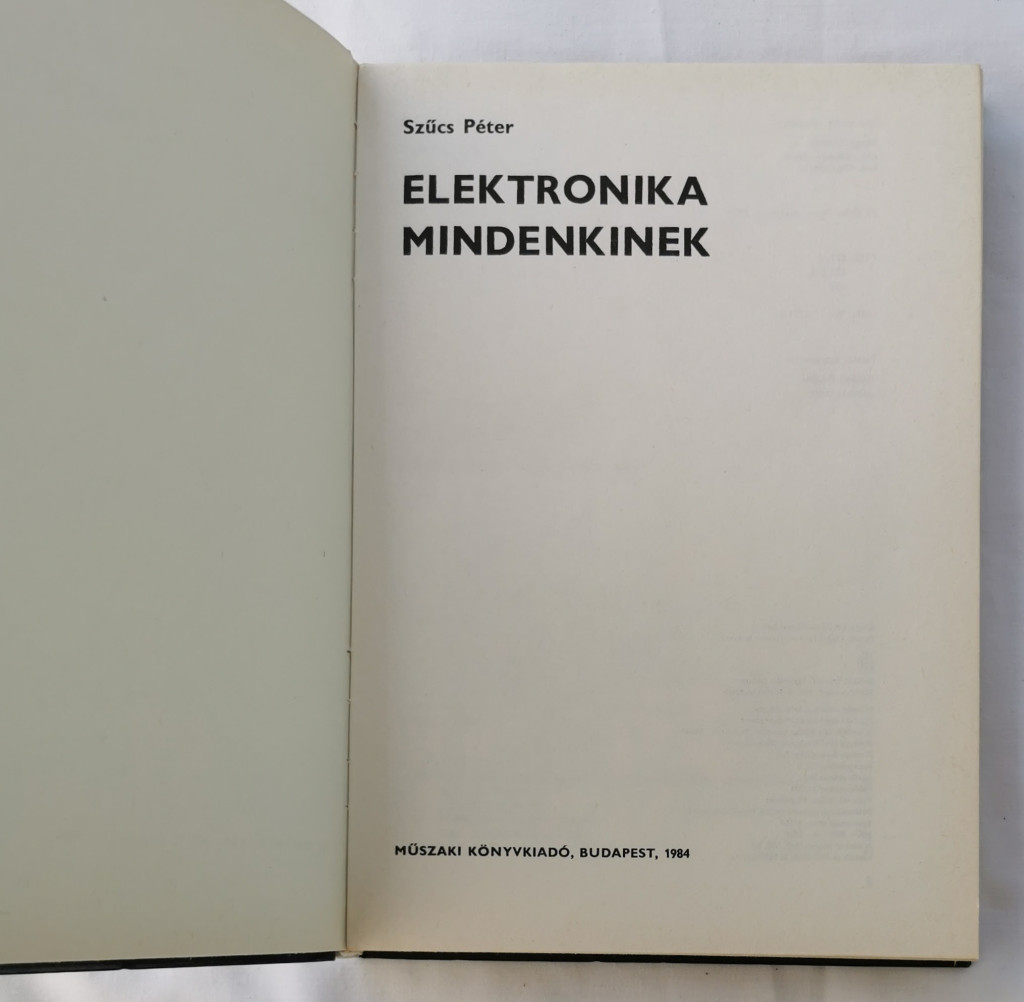 Szűcs Péter
ELEKTRONIKA
MINDENKINEK
MŰSZAKI KÖNYVKIADÓ, BUDAPEST, 1984